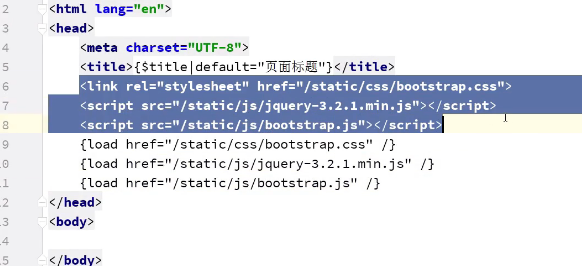 2 <html lang="en">
3 <head>
4 <meta charset="UTF-8">
5 <title>{$title|default="页面标题"}</title>
6 <link rel="stylesheet" href="/static/css/bootstrap.css">
7 <script src="/static/js/jquery-3.2.1.min.js"></script>
8 <script src="/static/js/bootstrap.js"></script>
9 {load href="/static/css/bootstrap.css" /}
10 {load href="/static/js/jquery-3.2.1.min.js" /}
11 {load href="/static/js/bootstrap.js" /}
12 </head>
13 <body>
14
15 </body>